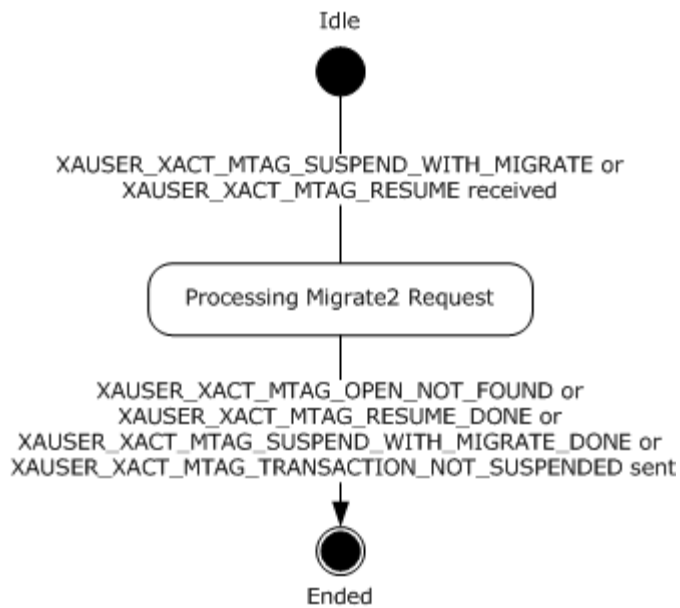 Idle
XAUSER_XACT_MTAG_SUSPEND_WITH_MIGRATE or
XAUSER_XACT_MTAG_RESUME received
Processing Migrate2 Request
XAUSER_XACT_MTAG_OPEN_NOT_FOUND or
XAUSER_XACT_MTAG_RESUME_DONE or
XAUSER_XACT_MTAG_SUSPEND_WITH_MIGRATE_DONE or
XAUSER_XACT_MTAG_TRANSACTION_NOT_SUSPENDED sent
Ended